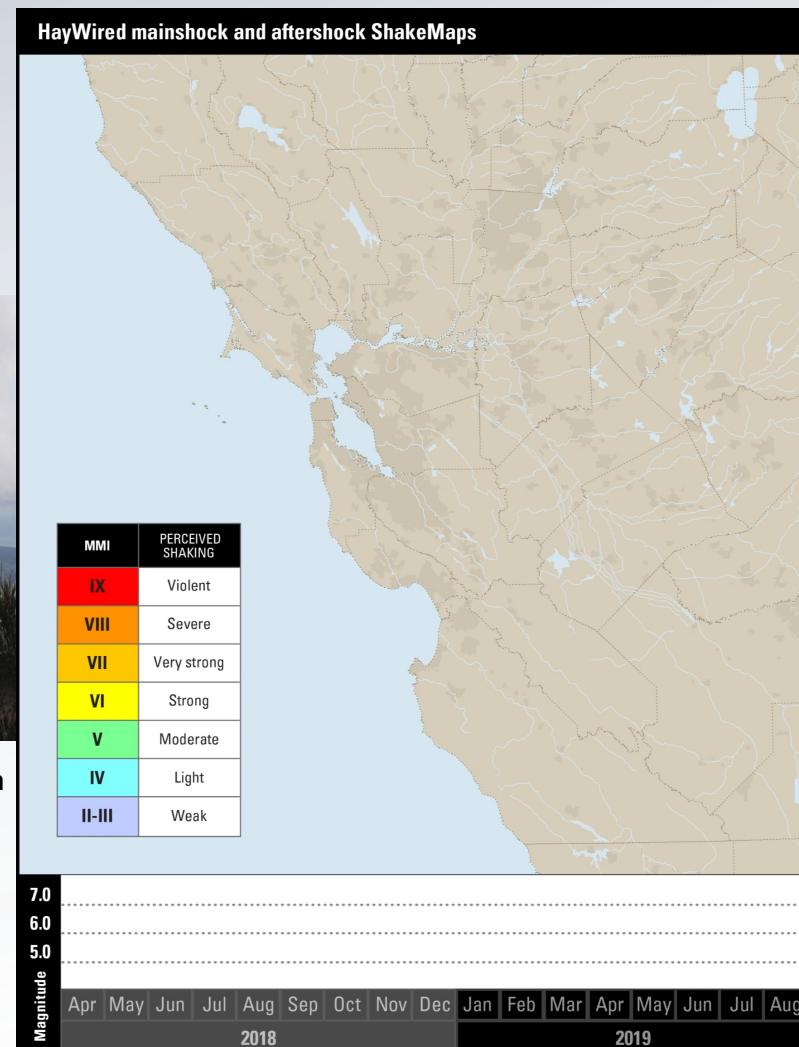 HayWired mainshock and aftershock ShakeMaps
MMI PERCEIVED SHAKING
IX Violent
VIII Severe
VII Very strong
VI Strong
V Moderate
IV Light
II-III Weak
7.0
6.0
5.0
Magnitude
Apr May Jun Jul Aug Sep Oct Nov Dec Jan Feb Mar Apr May Jun Jul Aug
2018 2019